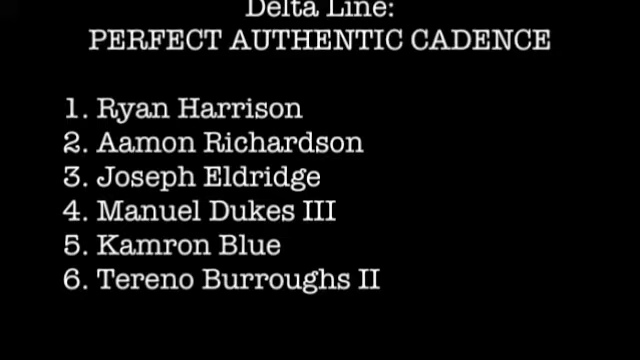 Delta Line:
PERFECT AUTHENTIC CADENCE
1. Ryan Harrison
2. Aamon Richardson
3. Joseph Eldridge
4. Manuel Dukes III
5. Kamron Blue
6. Tereno Burroughs II